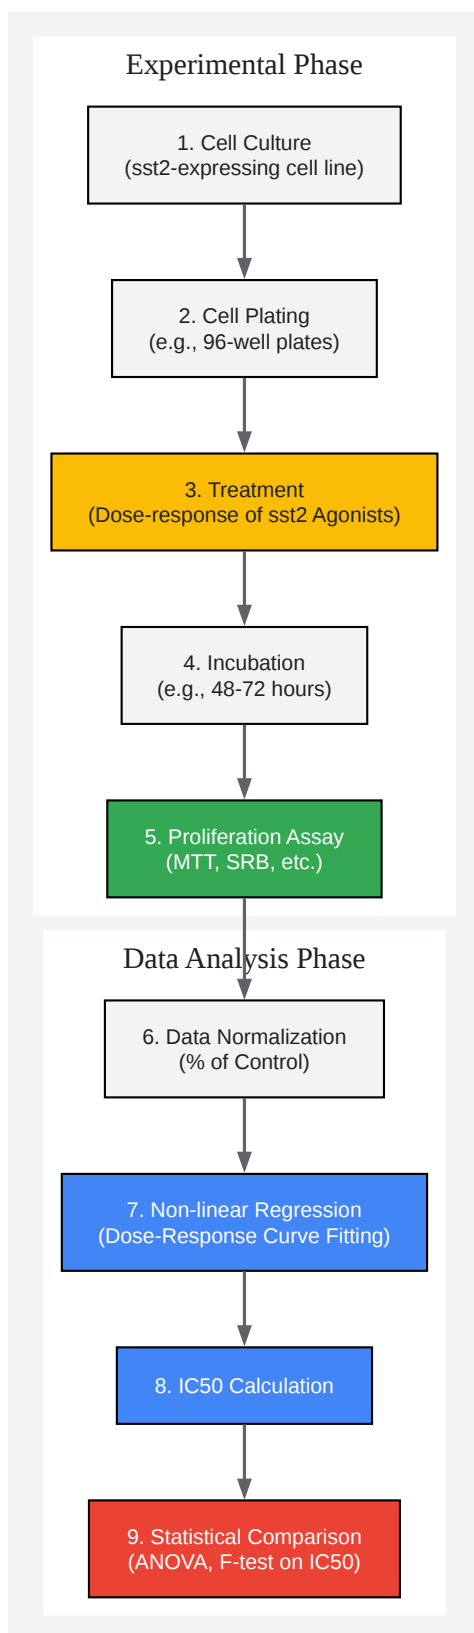 Experimental Phase
1. Cell Culture
(sst2-expressing cell line)
2. Cell Plating
(e.g., 96-well plates)
3. Treatment
(Dose-response of sst2 Agonists)
4. Incubation
(e.g., 48-72 hours)
5. Proliferation Assay
(MTT, SRB, etc.)
Data Analysis Phase
6. Data Normalization
(% of Control)
7. Non-linear Regression
(Dose-Response Curve Fitting)
8. IC50 Calculation
9. Statistical Comparison
(ANOVA, F-test on IC50)